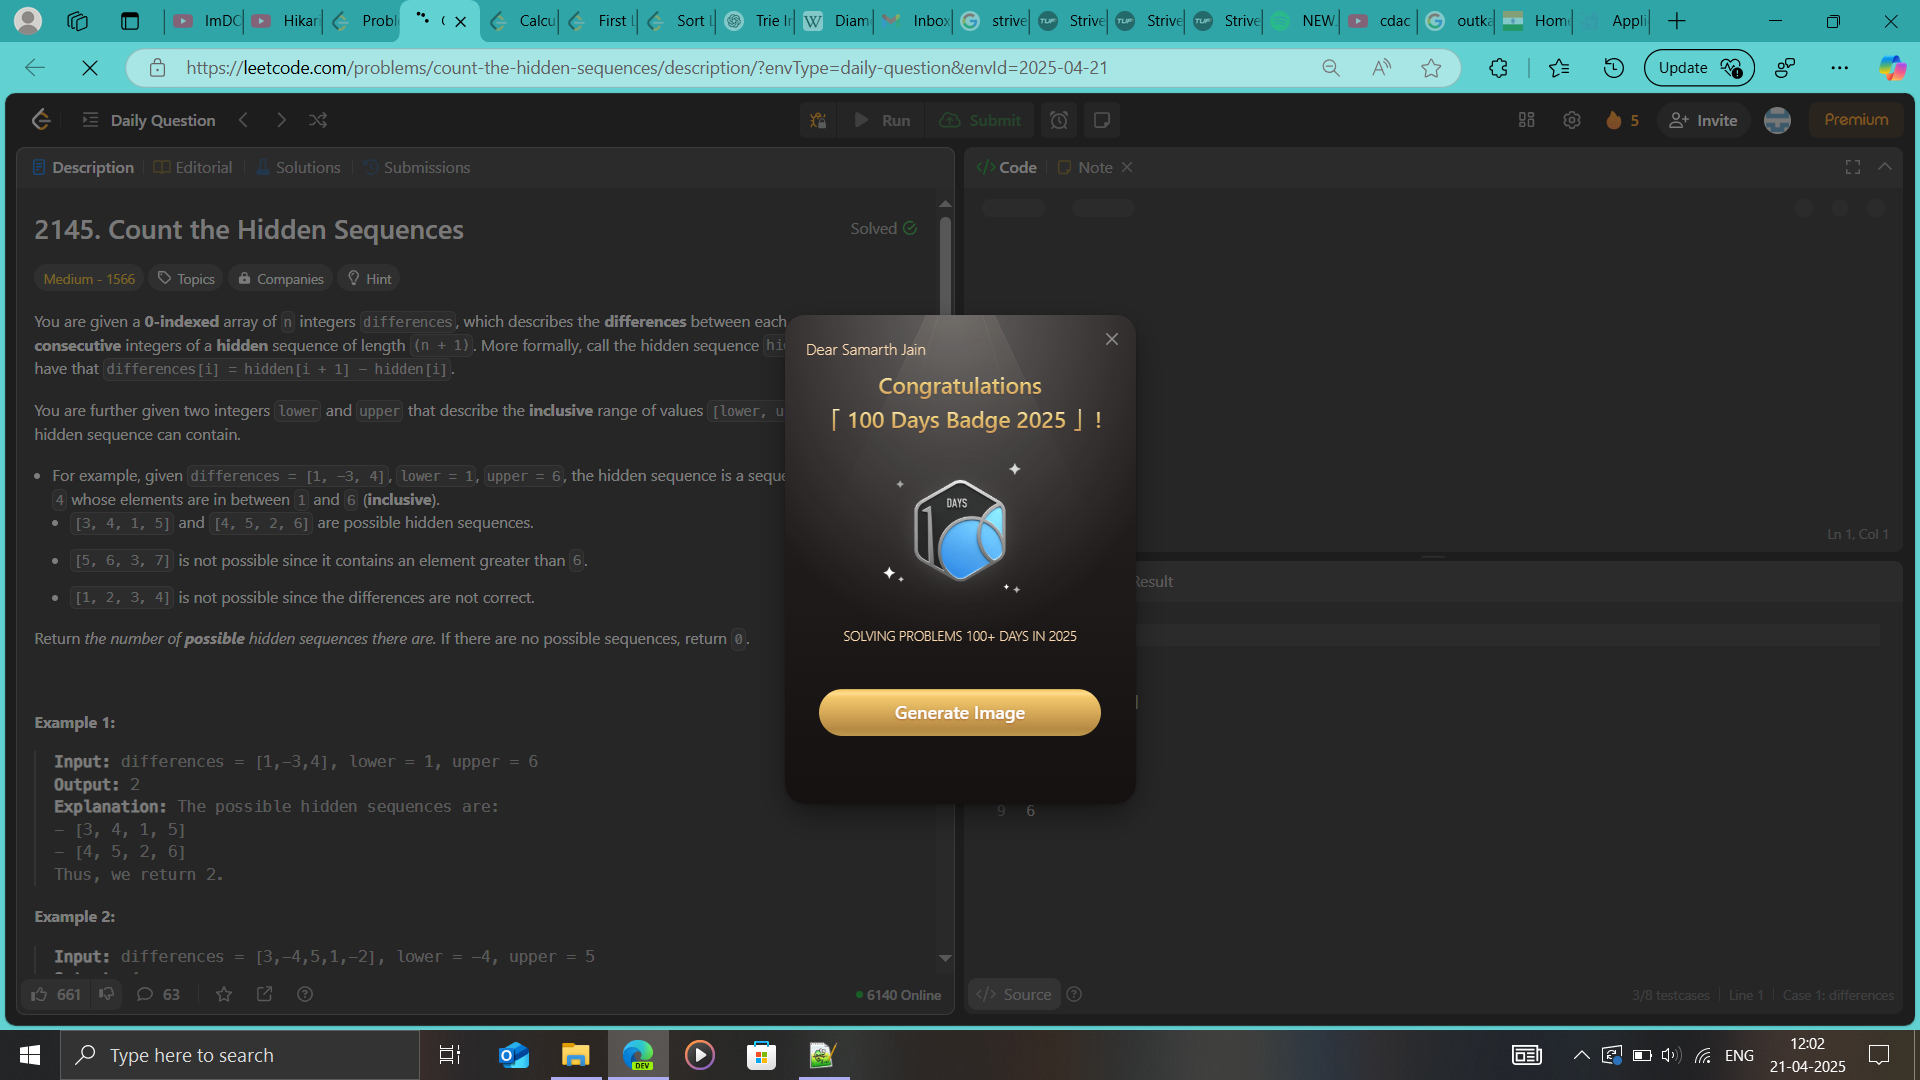 ImDC
Hikari
Proble
C
Calcu
First L
Sort L
Trie Ir
Diam
Inbox
strive
Strive
Strive
Strive
NEW.
cdac
outka
Home
Appli
https://leetcode.com/problems/count-the-hidden-sequences/description/?envType=daily-question&envId=2025-04-21
Update
Daily Question
Run
Submit
5
Invite
Premium
Description
Editorial
Solutions
Submissions
Code
Note
2145. Count the Hidden Sequences
Solved
Medium - 1566
Topics
Companies
Hint
You are given a 0-indexed array of n integers differences, which describes the differences between each
consecutive integers of a hidden sequence of length (n + 1). More formally, call the hidden sequence hi
have that differences[i] = hidden[i + 1] - hidden[i].
You are further given two integers lower and upper that describe the inclusive range of values [lower, u
hidden sequence can contain.
For example, given differences = [1, -3, 4], lower = 1, upper = 6, the hidden sequence is a sequ
4 whose elements are in between 1 and 6 (inclusive).
[3, 4, 1, 5] and [4, 5, 2, 6] are possible hidden sequences.
[5, 6, 3, 7] is not possible since it contains an element greater than 6.
[1, 2, 3, 4] is not possible since the differences are not correct.
Return the number of possible hidden sequences there are. If there are no possible sequences, return 0.
Example 1:
Input: differences = [1,-3,4], lower = 1, upper = 6
Output: 2
Explanation: The possible hidden sequences are:
- [3, 4, 1, 5]
- [4, 5, 2, 6]
Thus, we return 2.
Example 2:
Input: differences = [3,-4,5,1,-2], lower = -4, upper = 5
661
63
6140 Online
Dear Samarth Jain
Congratulations
「 100 Days Badge 2025 」 !
DAYS
10
SOLVING PROBLEMS 100+ DAYS IN 2025
Generate Image
Ln 1, Col 1
Result
9 6
Source
3/8 testcases
Line 1
Case 1: differences
Type here to search
DEV
ENG
12:02
21-04-2025